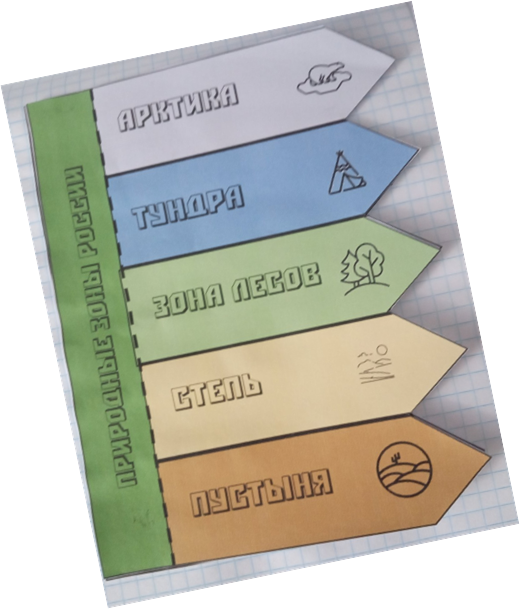 ПРИРОДНЫЕ ЗОНЫ РОССИИ
АРКТИКА
ТУНДРА
ЗОНА ЛЕСОВ
СТЕПЬ
ПУСТЫНЯ